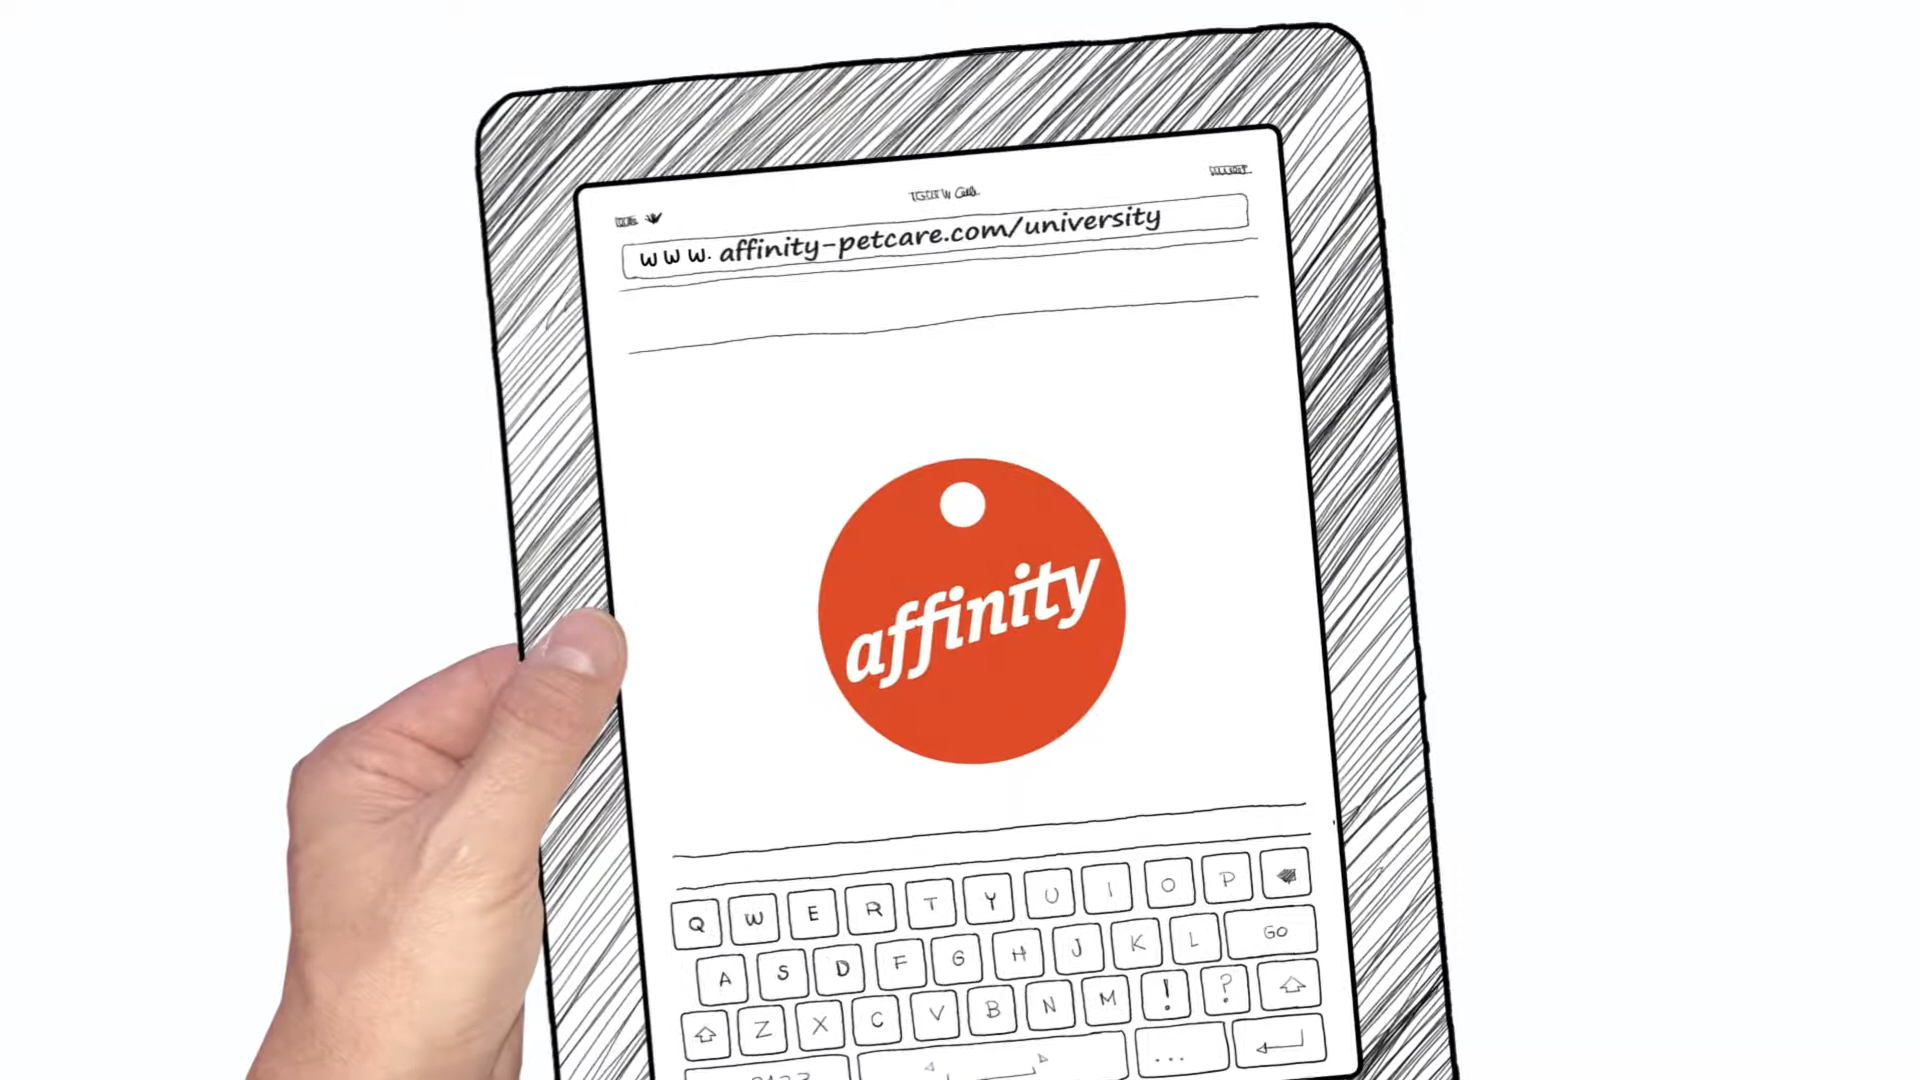 www. affinity-petcare.com/university
affinity
Q W E R T Y U I O P
A S D F G H J K L GO
Z X C V B N M ! ?
...